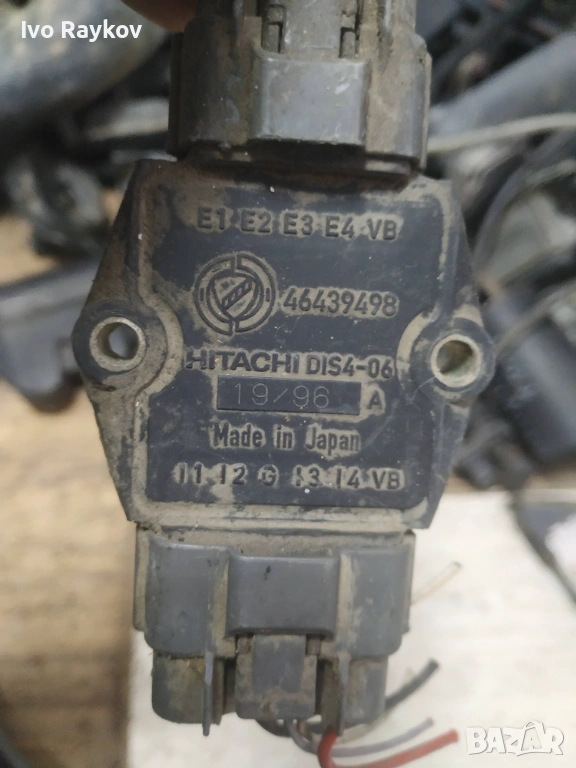 Ivo Raykov
E1 E2 E3 E4 VB
46439498
HITACHI DIS4-06
19/96 A
Made in Japan
I1 I2 G I3 I4 VB
BAZAR